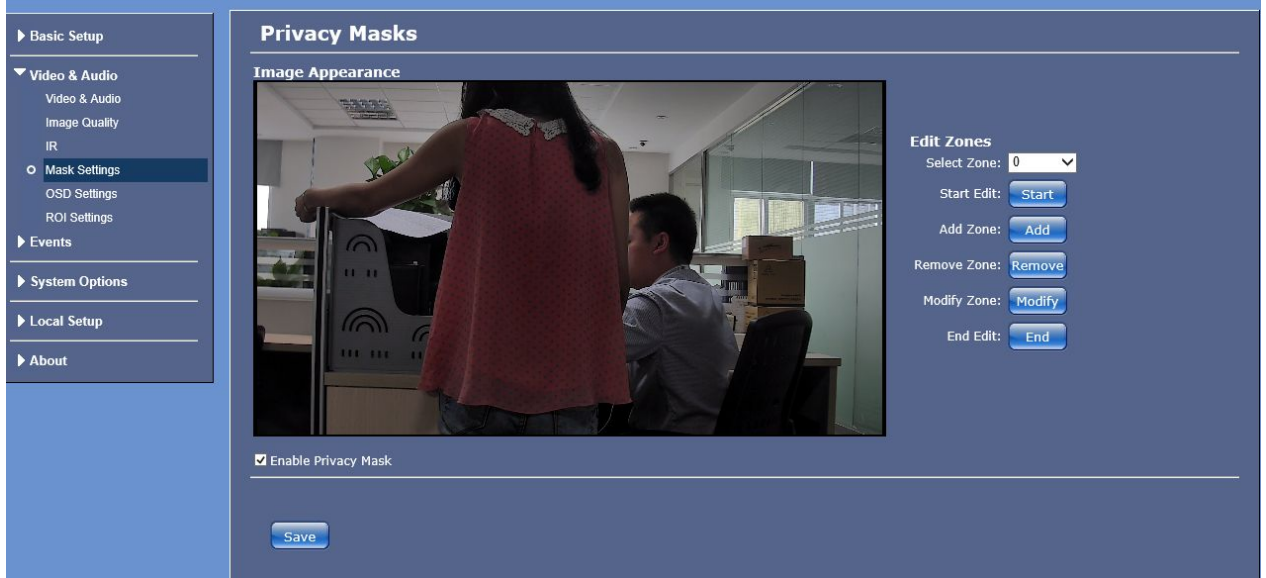 Basic Setup
Video & Audio
Video & Audio
Image Quality
IR
Mask Settings
OSD Settings
ROI Settings
Events
System Options
Local Setup
About
Privacy Masks
Image Appearance
Edit Zones
Select Zone: 0
Start Edit: Start
Add Zone: Add
Remove Zone: Remove
Modify Zone: Modify
End Edit: End
Enable Privacy Mask
Save